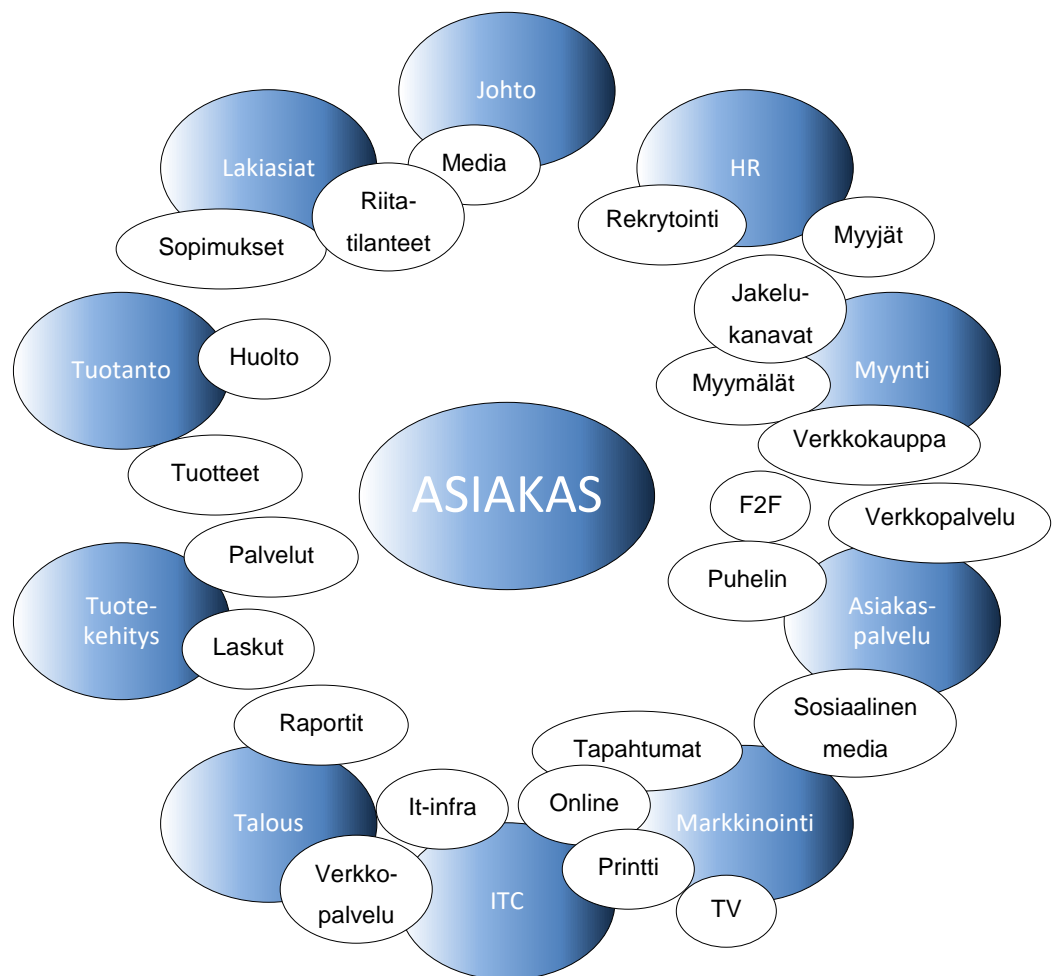 Johto
Media
Lakiasiat
Riita-
tilanteet
Sopimukset
HR
Rekrytointi
Myyjät
Jakelu-
kanavat
Myymälät
Myynti
Verkkokauppa
Tuotanto
Huolto
Tuotteet
ASIAKAS
F2F
Verkkopalvelu
Puhelin
Asiakas-
palvelu
Palvelut
Tuote-
kehitys
Laskut
Raportit
Sosiaalinen
media
Tapahtumat
Talous
It-infra
Online
Markkinointi
Verkko-
palvelu
ITC
Printti
TV